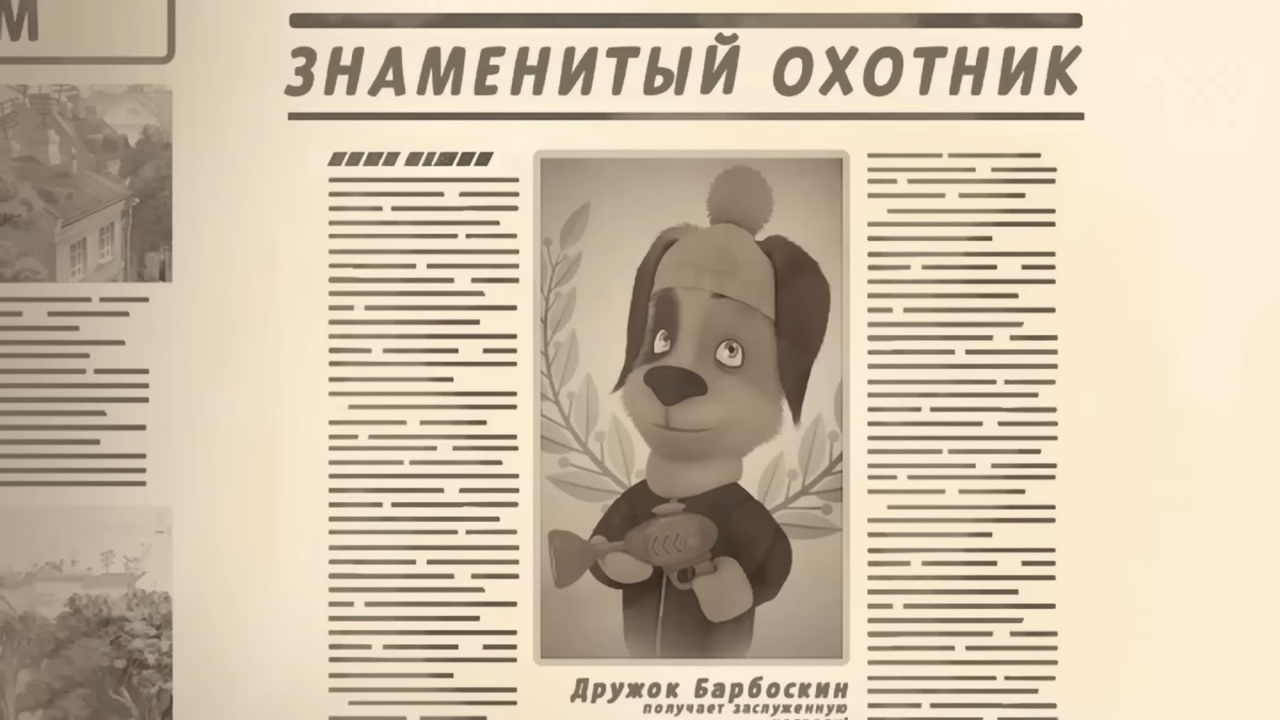 М
ЗНАМЕНИТЫЙ ОХОТНИК
Дружок Барбоскин
получает заслуженную